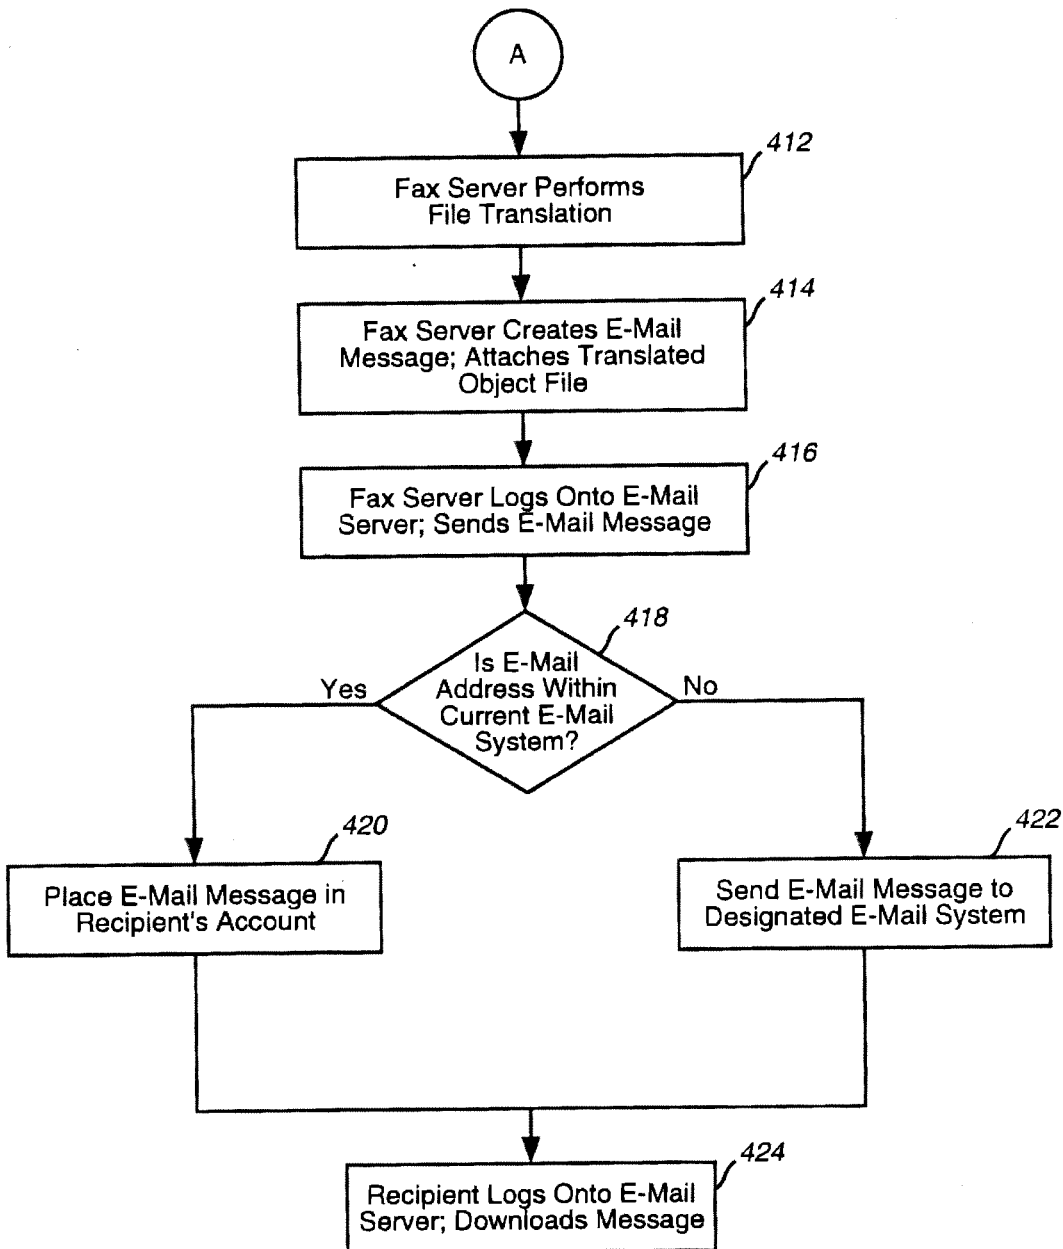 A
412
Fax Server Performs
File Translation
414
Fax Server Creates E-Mail
Message; Attaches Translated
Object File
416
Fax Server Logs Onto E-Mail
Server; Sends E-Mail Message
418
Is E-Mail
Address Within
Current E-Mail
System?
Yes
No
420
Place E-Mail Message in
Recipient's Account
422
Send E-Mail Message to
Designated E-Mail System
424
Recipient Logs Onto E-Mail
Server; Downloads Message